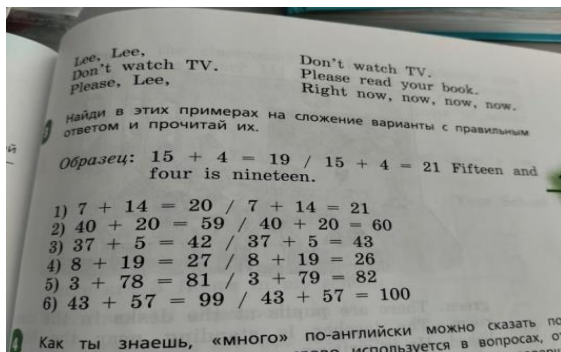 Lee, Lee,
Don't watch TV.
Please, Lee,
Don't watch TV.
Please read your book.
Right now, now, now, now.
3 Найди в этих примерах на сложение варианты с правильным
ответом и прочитай их.
Образец: 15 + 4 = 19 / 15 + 4 = 21 Fifteen and
four is nineteen.
1) 7 + 14 = 20 / 7 + 14 = 21
2) 40 + 20 = 59 / 40 + 20 = 60
3) 37 + 5 = 42 / 37 + 5 = 43
4) 8 + 19 = 27 / 8 + 19 = 26
5) 3 + 78 = 81 / 3 + 79 = 82
6) 43 + 57 = 99 / 43 + 57 = 100
4 Как ты знаешь, «много» по-английски можно сказать по
используется в вопросах, от